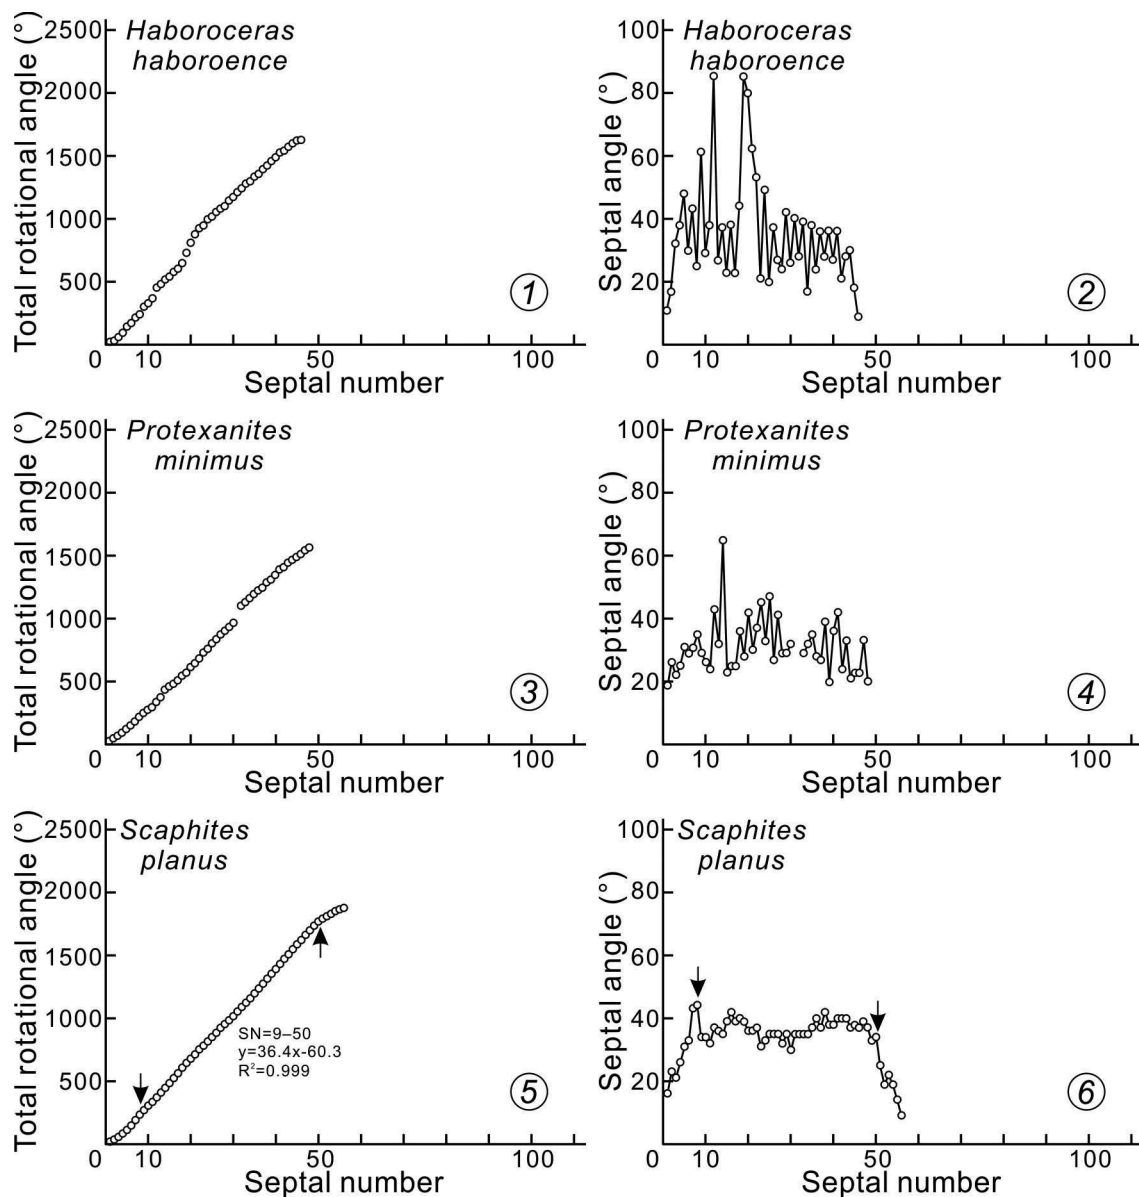 Haboroceras
haboroence
Total rotational angle (°)
2500
2000
1500
1000
500
0
10
50
100
Septal number
1
Haboroceras
haboroence
Septal angle (°)
100
80
60
40
20
0
10
50
100
Septal number
2
Protexanites
minimus
Total rotational angle (°)
2500
2000
1500
1000
500
0
10
50
100
Septal number
3
Protexanites
minimus
Septal angle (°)
100
80
60
40
20
0
10
50
100
Septal number
4
Scaphites
planus
Total rotational angle (°)
2500
2000
1500
1000
500
0
10
50
100
Septal number
SN=9–50
y=36.4x-60.3
R²=0.999
5
Scaphites
planus
Septal angle (°)
100
80
60
40
20
0
10
50
100
Septal number
6